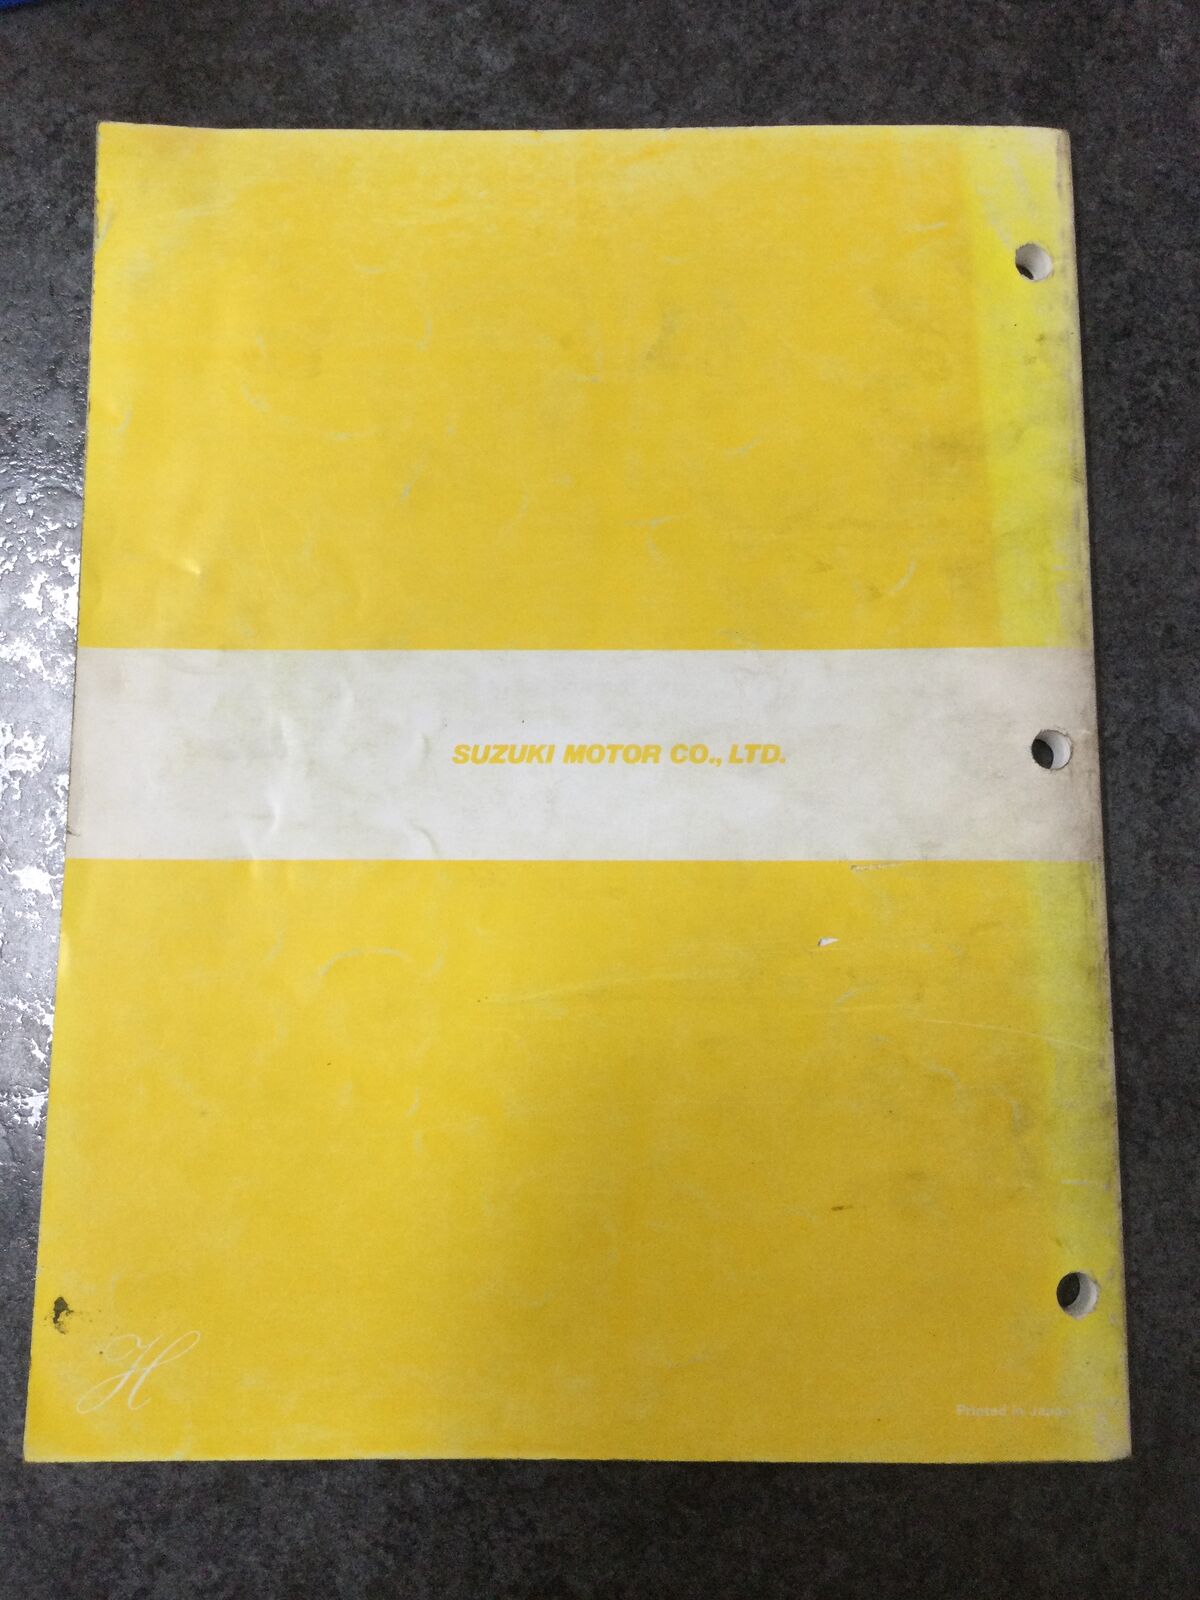 SUZUKI MOTOR CO., LTD.
H
Printed in Japan